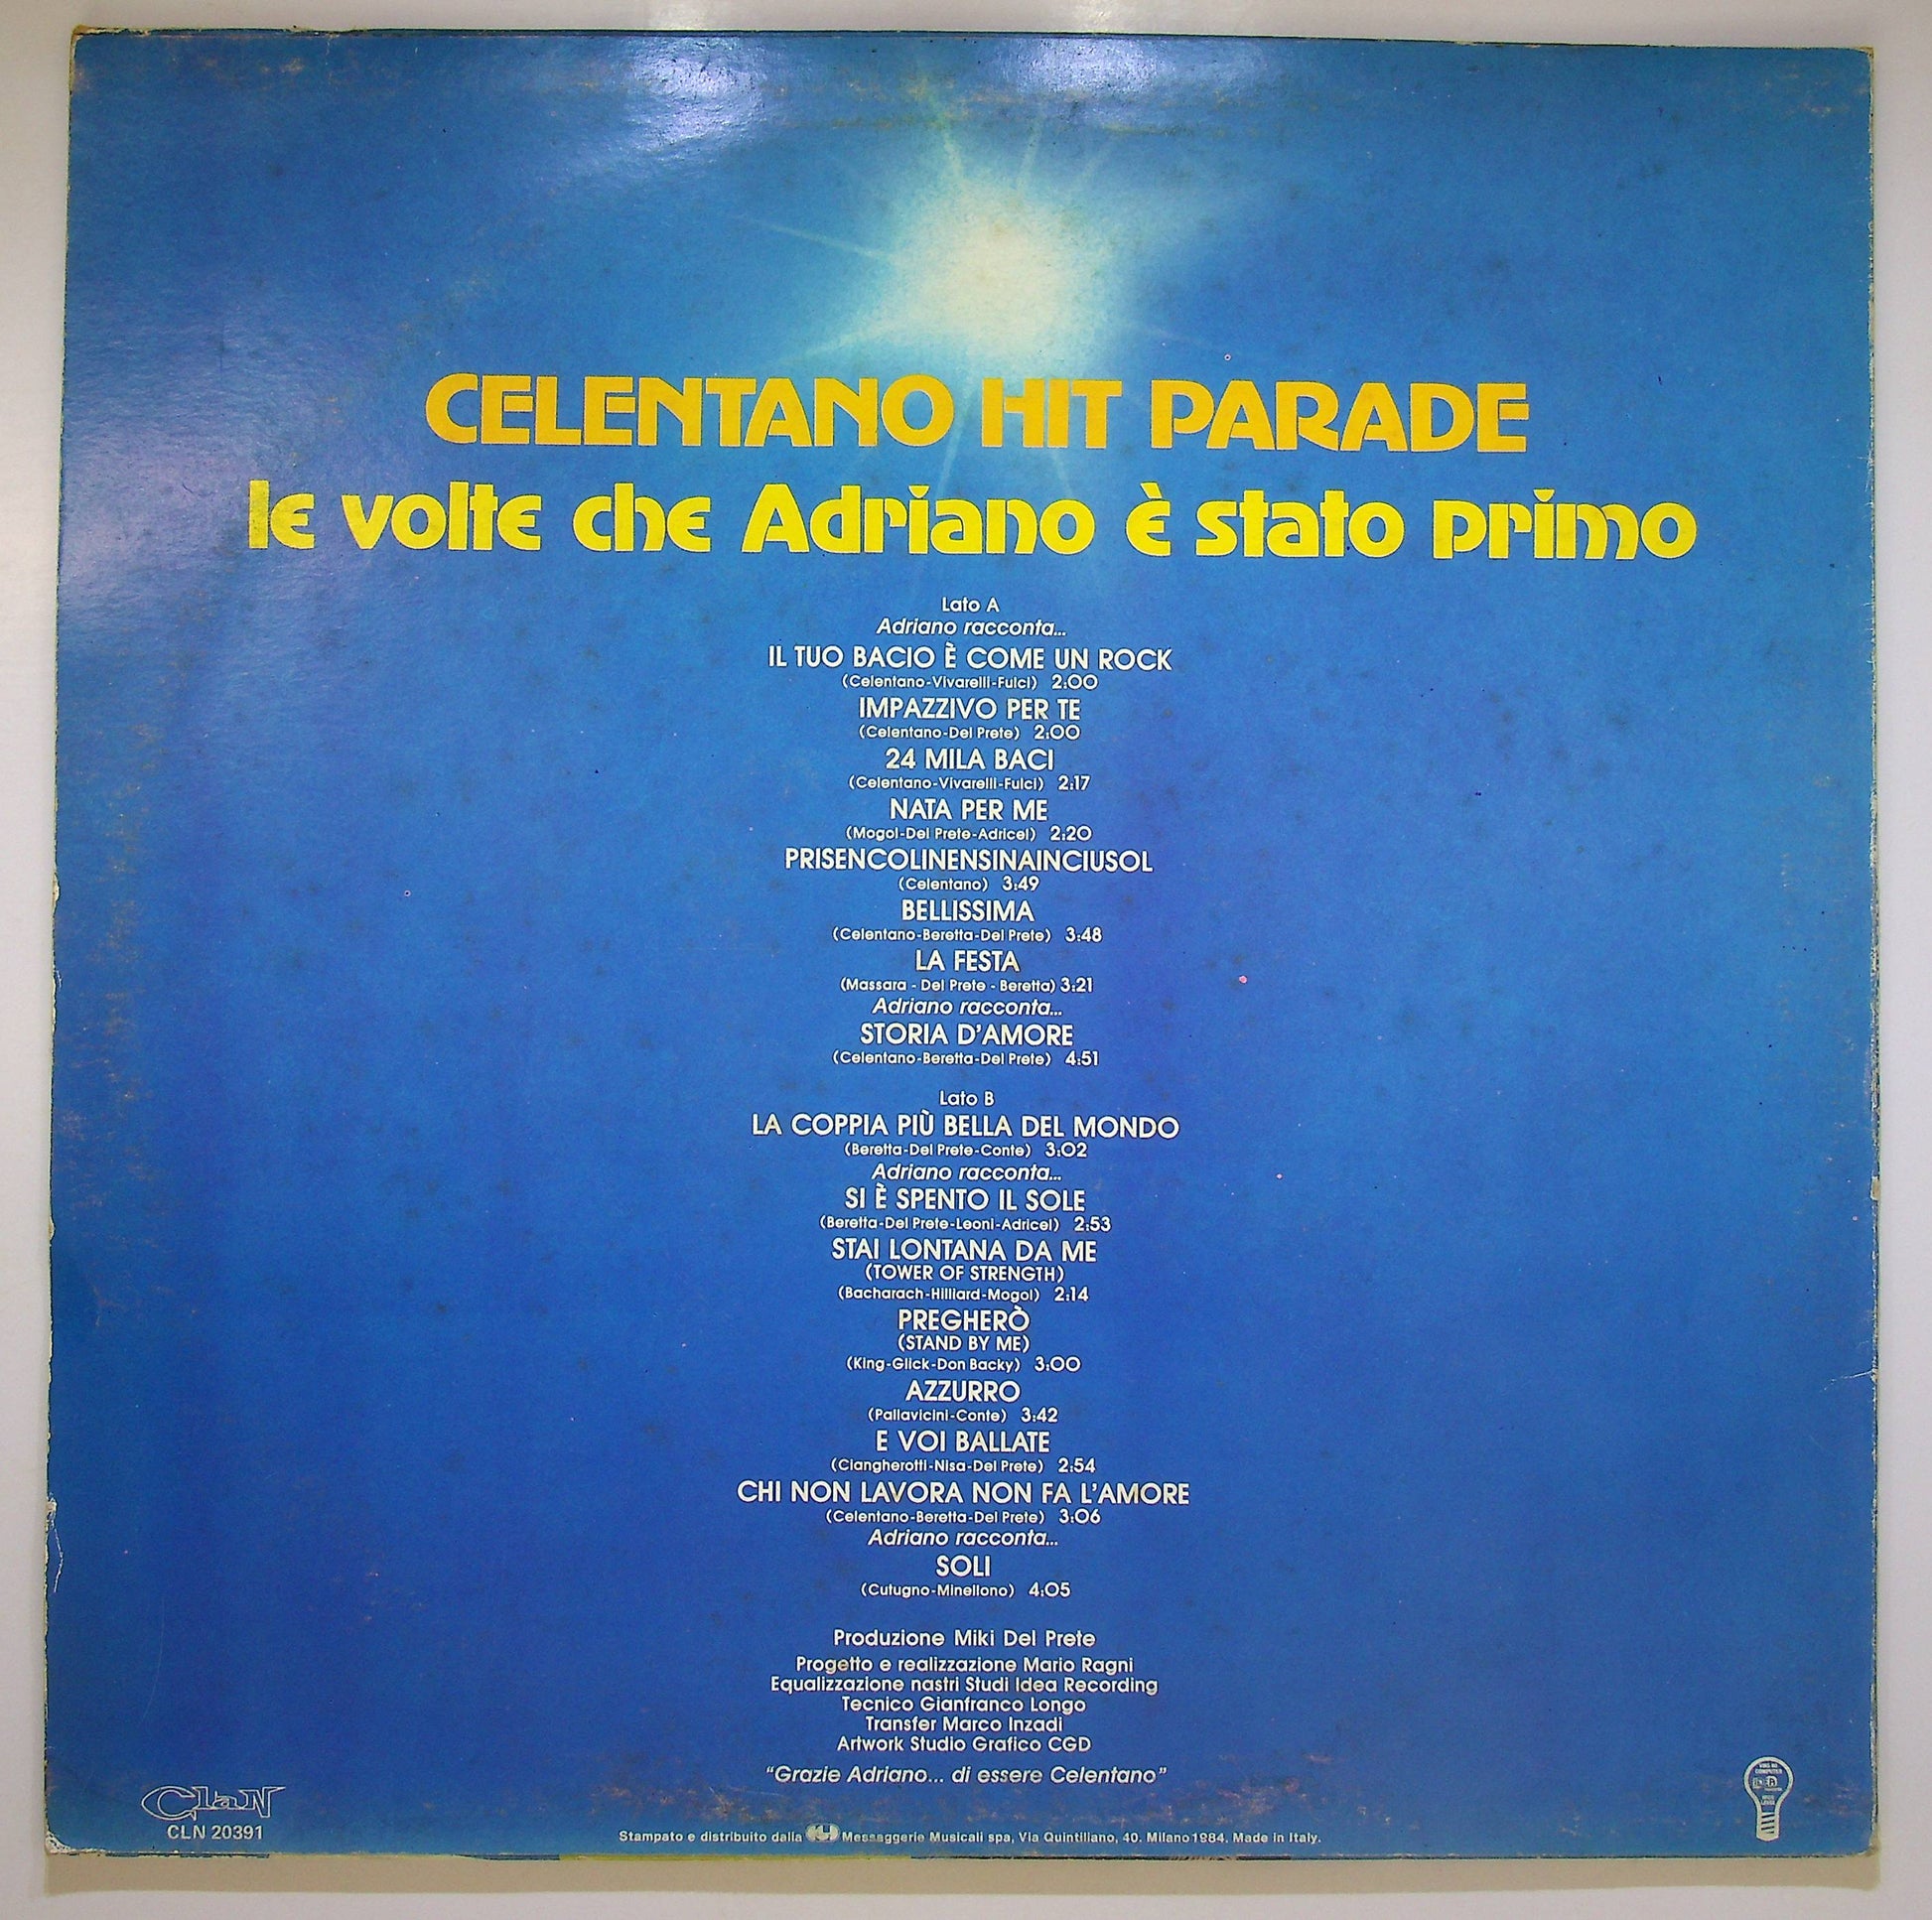 CELENTANO HIT PARADE
le volte che Adriano è stato primo
Lato A
Adriano racconta...
IL TUO BACIO È COME UN ROCK
(Celentano-Vivarelli-Fulci) 2:00
IMPAZZIVO PER TE
(Celentano-Del Prete) 2:00
24 MILA BACI
(Celentano-Vivarelli-Fulci) 2:17
NATA PER ME
(Mogol-Del Prete-Adricel) 2:20
PRISENCOLINENSINAINCIUSOL
(Celentano) 3:49
BELLISSIMA
(Celentano-Beretta-Del Prete) 3:48
LA FESTA
(Massara - Del Prete - Beretta) 3:21
Adriano racconta...
STORIA D'AMORE
(Celentano-Beretta-Del Prete) 4:51
Lato B
LA COPPIA PIÙ BELLA DEL MONDO
(Beretta-Del Prete-Conte) 3:02
Adriano racconta...
SI È SPENTO IL SOLE
(Beretta-Del Prete-Leoni-Adricel) 2:53
STAI LONTANA DA ME
(TOWER OF STRENGTH)
(Bacharach-Hilliard-Mogol) 2:14
PREGHERÒ
(STAND BY ME)
(King-Glick-Don Backy) 3:00
AZZURRO
(Pallavicini-Conte) 3:42
E VOI BALLATE
(Ciangherotti-Nisa-Del Prete) 2:54
CHI NON LAVORA NON FA L'AMORE
(Celentano-Beretta-Del Prete) 3:06
Adriano racconta...
SOLI
(Cutugno-Minellono) 4:05
Produzione Miki Del Prete
Progetto e realizzazione Mario Ragni
Equalizzazione nastri Studi Idea Recording
Tecnico Gianfranco Longo
Transfer Marco Inzadi
Artwork Studio Grafico CGD
"Grazie Adriano... di essere Celentano"
Clan
CLN 20391
Stampato e distribuito dalla Messaggerie Musicali spa, Via Quintiliano, 40. Milano 1984. Made in Italy.